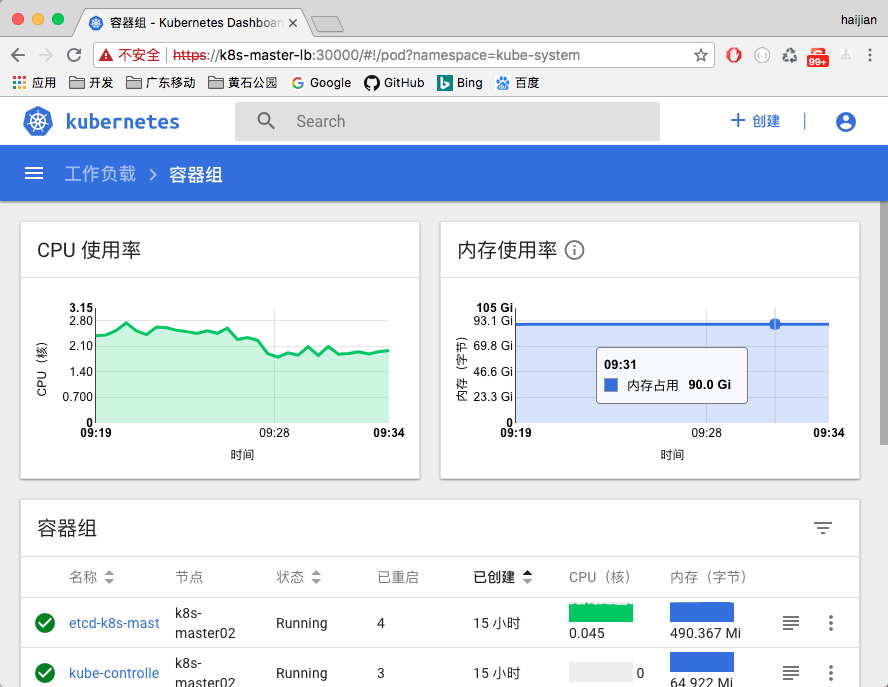 容器组 - Kubernetes Dashboar
haijian
不安全 https://k8s-master-lb:30000/#!/pod?namespace=kube-system
99+
应用 开发 广东移动 黄石公园 Google GitHub Bing 百度
kubernetes Search 创建
工作负载 容器组
CPU 使用率
3.15
2.80
2.10
1.40
0.700
0
CPU（核）
09:19 09:28 09:34
时间
内存使用率
105 Gi
93.1 Gi
69.8 Gi
46.6 Gi
23.3 Gi
0
内存（字节）
09:31
内存占用 90.0 Gi
09:19 09:28 09:34
时间
容器组
名称 节点 状态 已重启 已创建 CPU（核） 内存（字节）
etcd-k8s-mast k8s-master02 Running 4 15 小时 0.045 490.367 Mi
kube-controlle k8s-master02 Running 3 15 小时 0 64.922 Mi